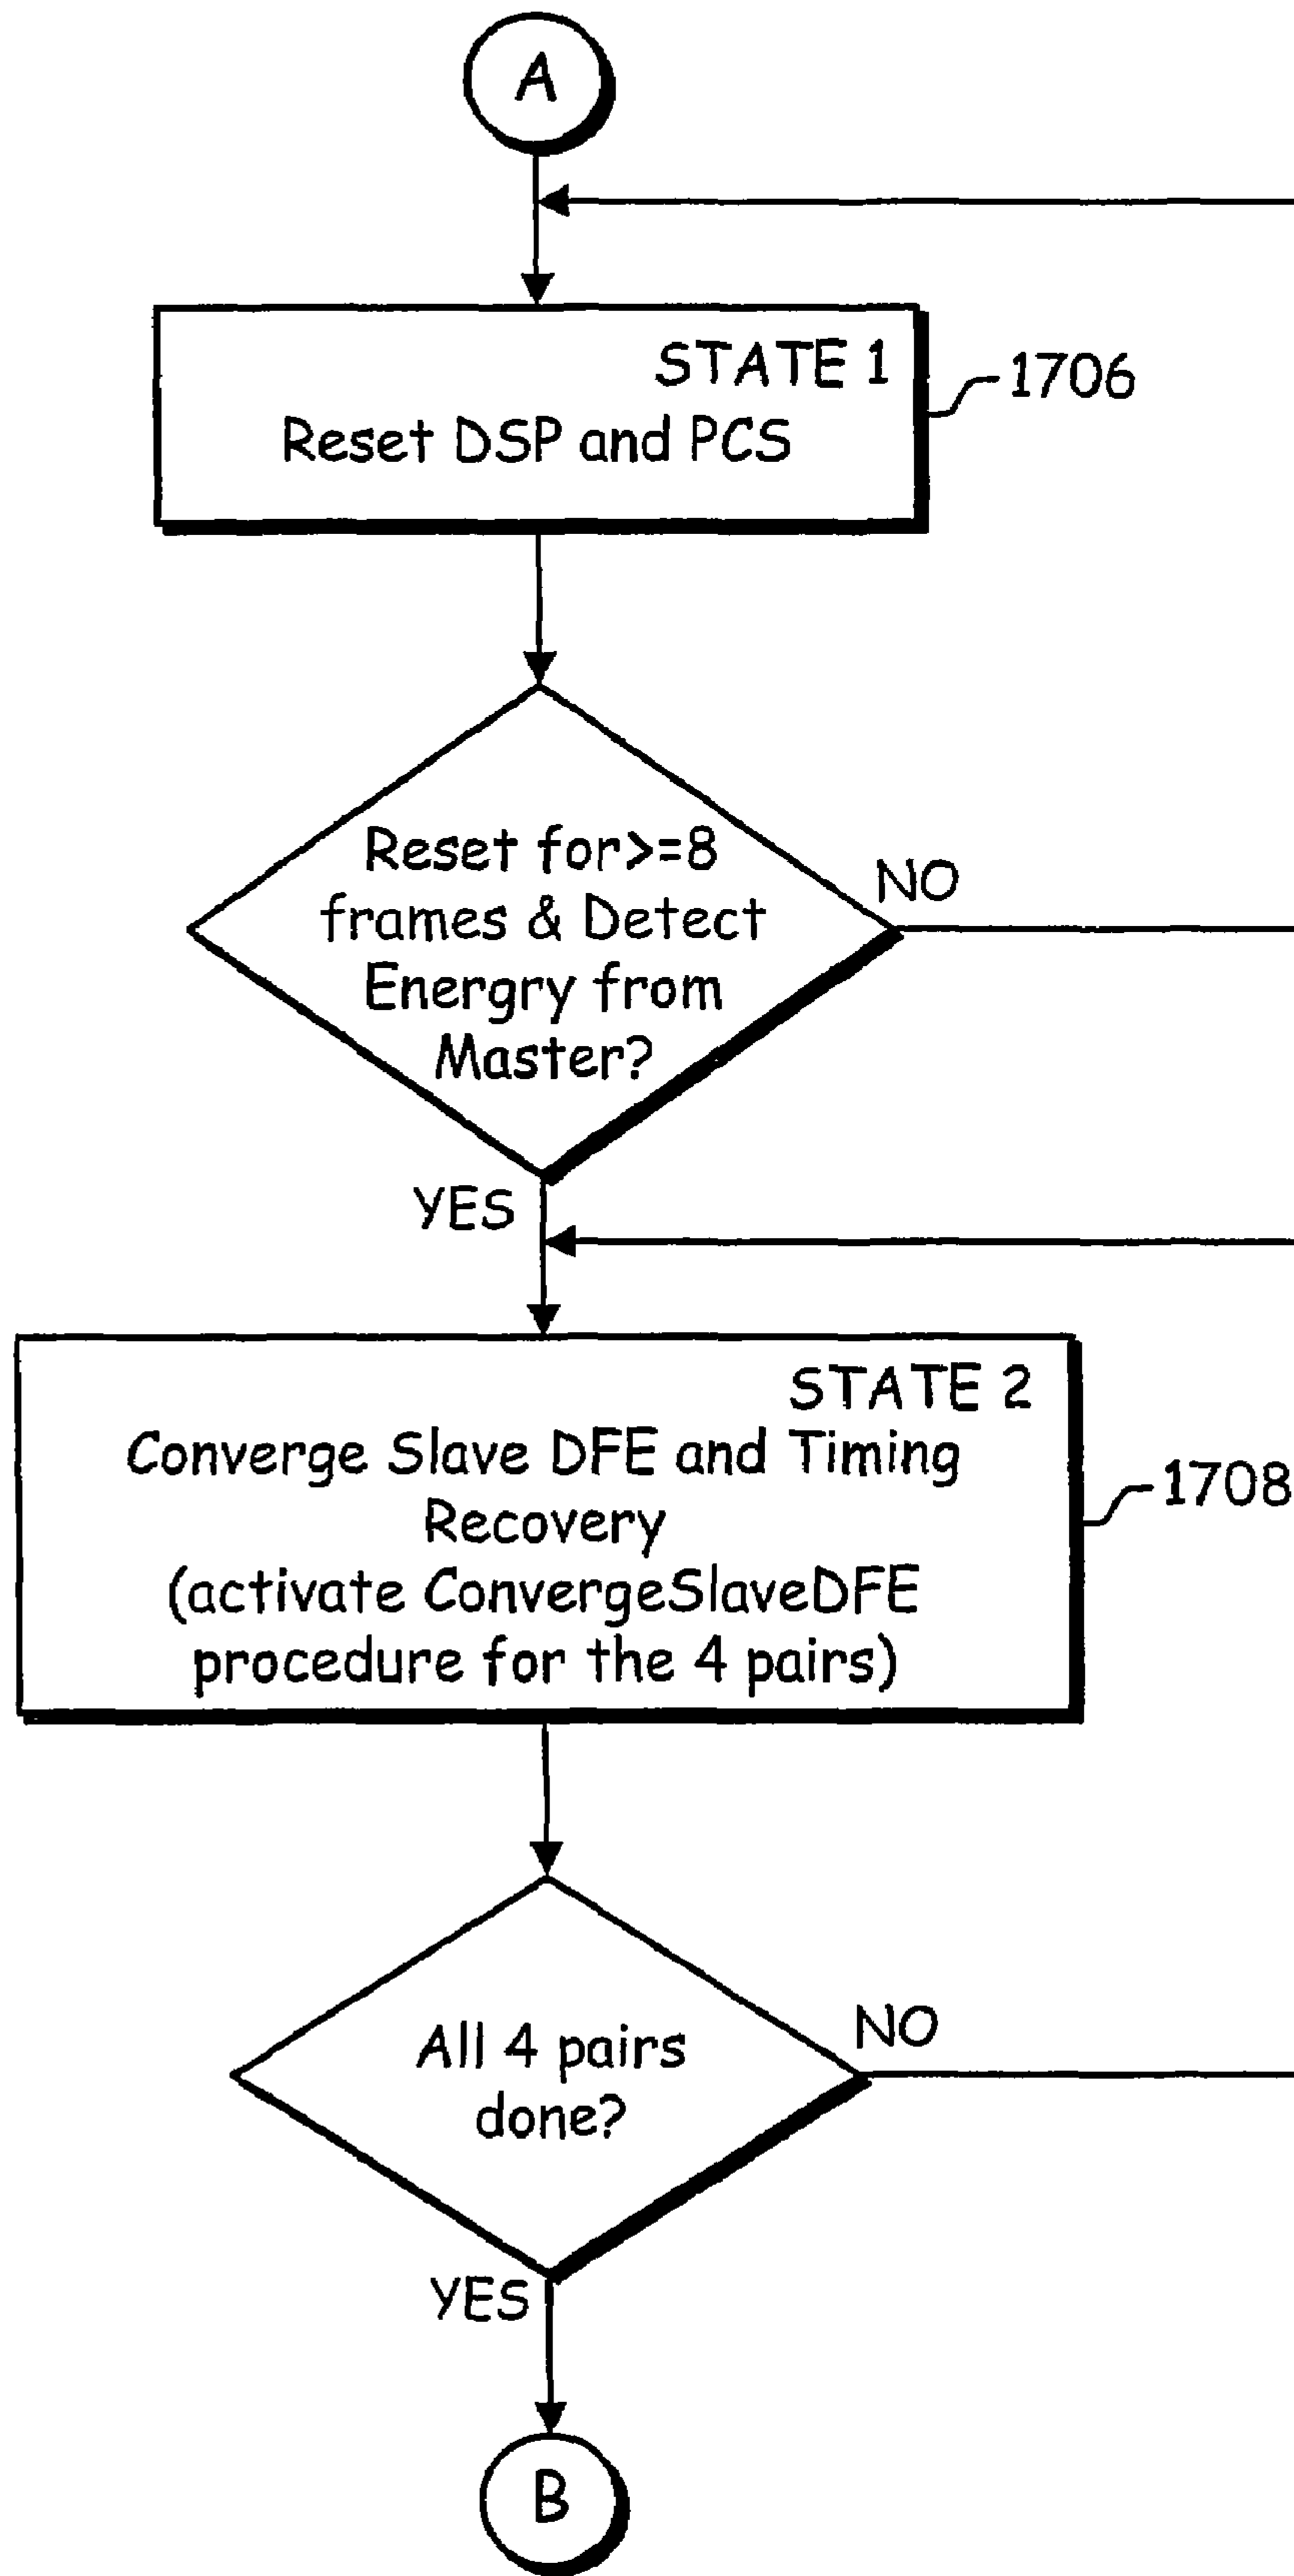 A
STATE 1
Reset DSP and PCS
1706
Reset for>=8
frames & Detect
Energry from
Master?
NO
YES
STATE 2
Converge Slave DFE and Timing
Recovery
(activate ConvergeSlaveDFE
procedure for the 4 pairs)
1708
All 4 pairs
done?
NO
YES
B